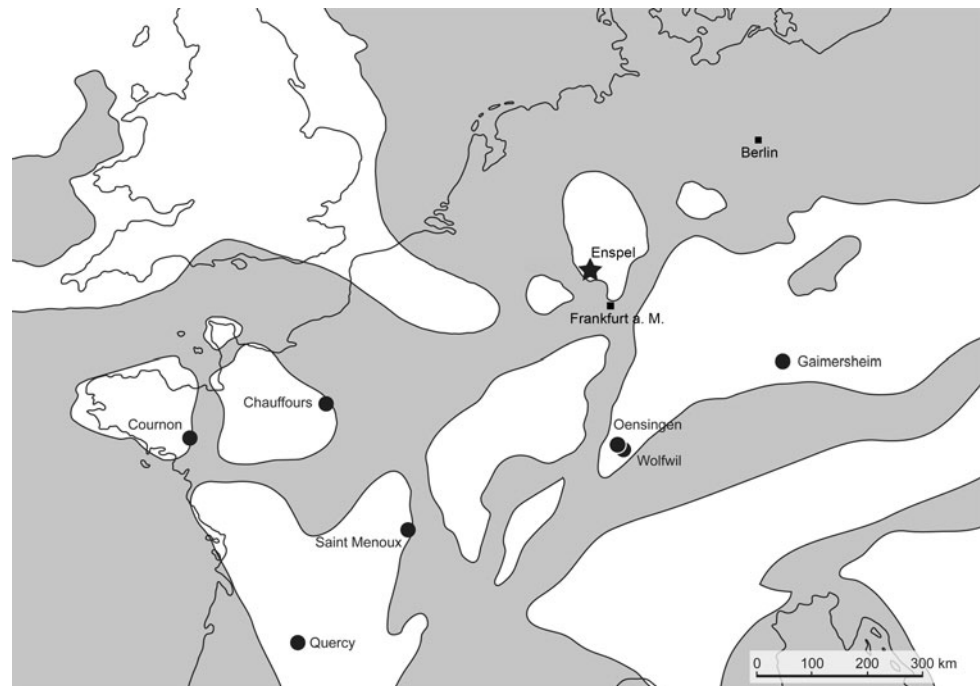 Berlin
Enspel
Frankfurt a. M.
Gaimersheim
Chauffours
Cournon
Oensingen
Wolfwil
Saint Menoux
Quercy
0 100 200 300 km